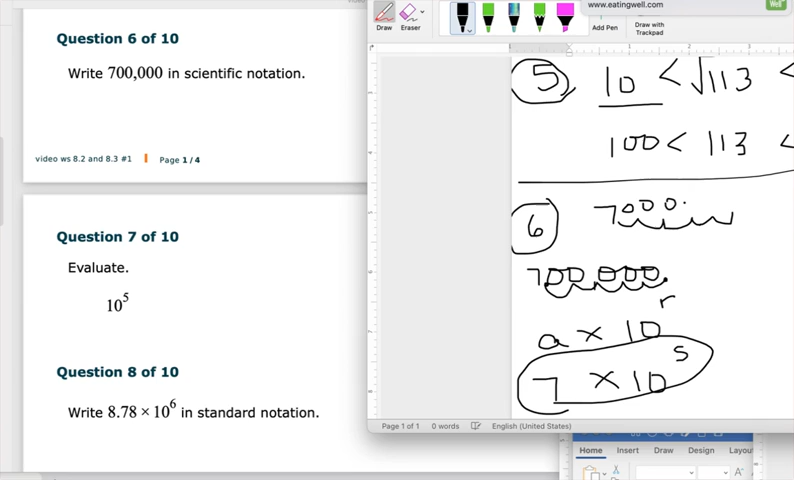 Question 6 of 10
Write 700,000 in scientific notation.
video ws 8.2 and 8.3 #1 Page 1 / 4
Question 7 of 10
Evaluate.
10^5
Question 8 of 10
Write 8.78 × 10^6 in standard notation.
www.eatingwell.com
Well
Draw Eraser Add Pen Draw with
Trackpad
5 10 < √113 <
100 < 113 <
6 7000.
700,000.
a × 10^r
7 × 10^5
Page 1 of 1 0 words English (United States)
Home Insert Draw Design Layou